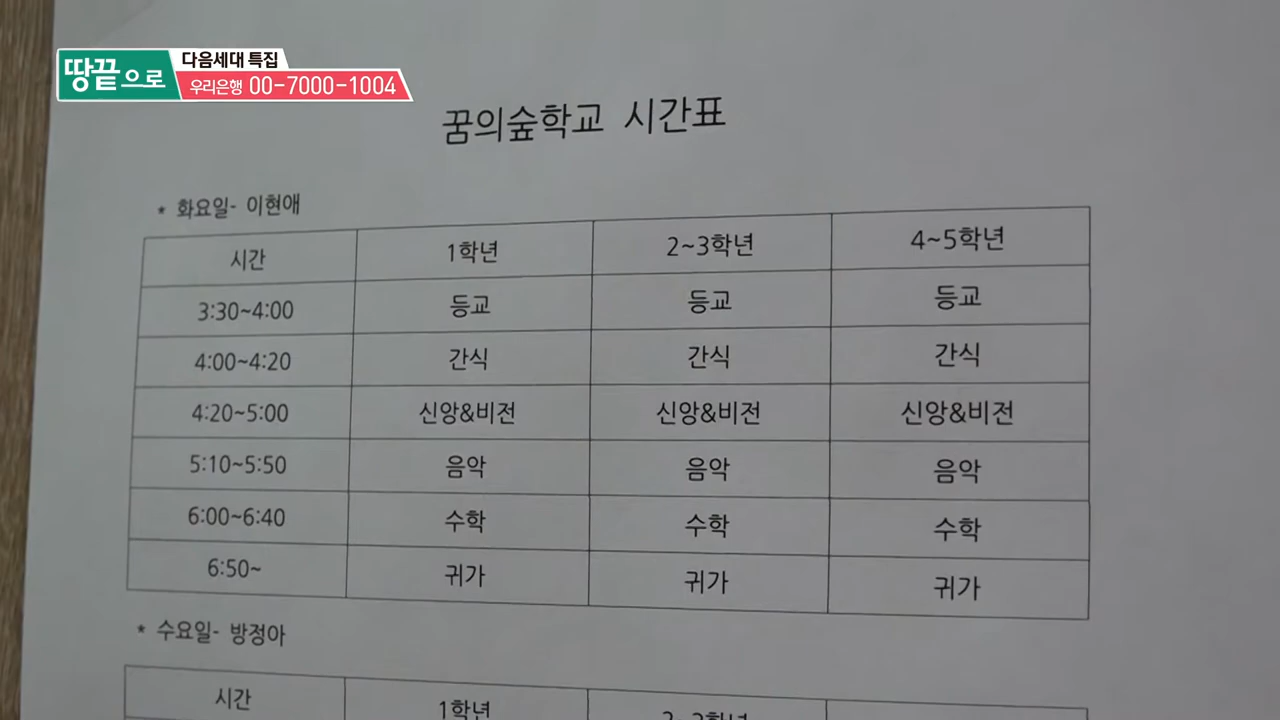 땅끝으로
다음세대 특집
우리은행 00-7000-1004
꿈의숲학교 시간표
* 화요일- 이현애
시간 1학년 2~3학년 4~5학년
3:30~4:00 등교 등교 등교
4:00~4:20 간식 간식 간식
4:20~5:00 신앙&비전 신앙&비전 신앙&비전
5:10~5:50 음악 음악 음악
6:00~6:40 수학 수학 수학
6:50~ 귀가 귀가 귀가
* 수요일- 방정아
시간 1학년 2~3학년